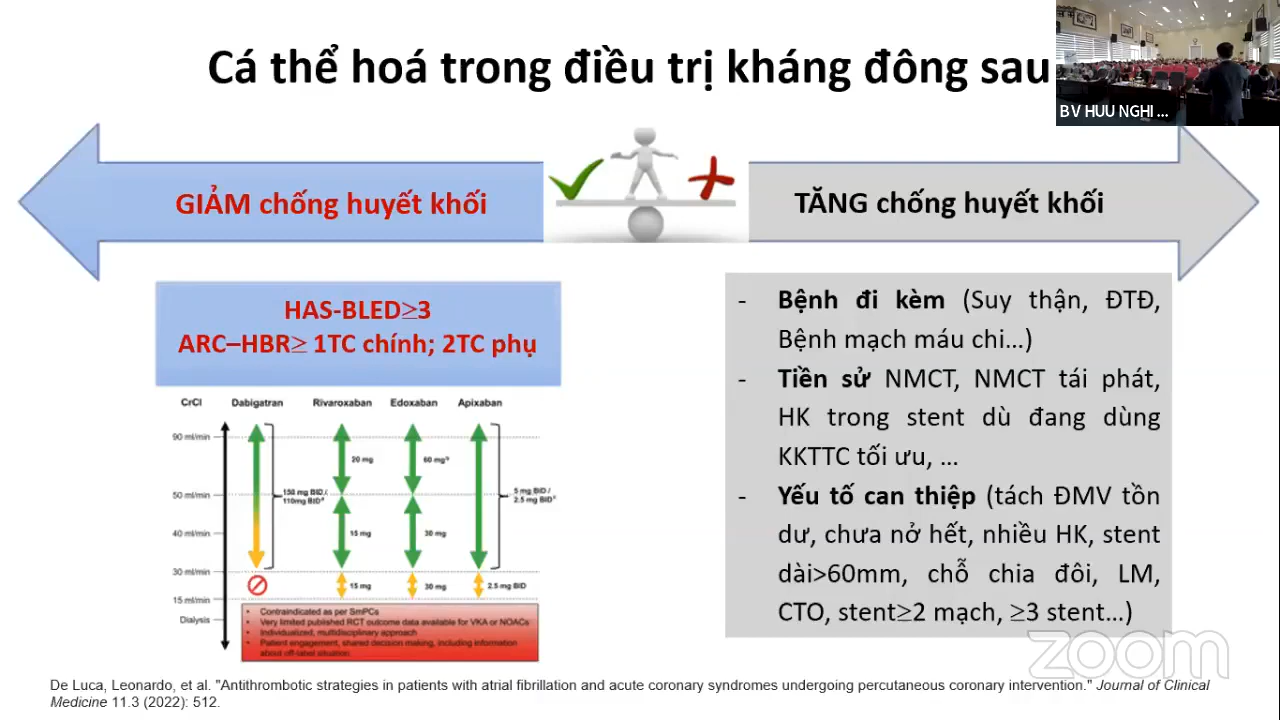 Cá thể hoá trong điều trị kháng đông sau
BV HUU NGHI ...
GIẢM chống huyết khối
TĂNG chống huyết khối
HAS-BLED≥3
ARC–HBR≥ 1TC chính; 2TC phụ
CrCl Dabigatran Rivaroxaban Edoxaban Apixaban
90 ml/min
20 mg 60 mg
50 ml/min
150 mg BID/
110mg BID
5 mg BID /
2.5 mg BID
40 ml/min
15 mg 30 mg
30 ml/min
15 mg 30 mg 2.5 mg BID
15 ml/min
Dialysis
• Contraindicated as per SmPCs
• Very limited published RCT outcome data available for VKA or NOACs
• Individualized, multidisciplinary approach
• Patient engagement, shared decision making, including information
about off-label situation
- Bệnh đi kèm (Suy thận, ĐTĐ,
Bệnh mạch máu chi...)
- Tiền sử NMCT, NMCT tái phát,
HK trong stent dù đang dùng
KKTTC tối ưu, ...
- Yếu tố can thiệp (tách ĐMV tồn
dư, chưa nở hết, nhiều HK, stent
dài>60mm, chỗ chia đôi, LM,
CTO, stent≥2 mạch, ≥3 stent...)
zoom
De Luca, Leonardo, et al. "Antithrombotic strategies in patients with atrial fibrillation and acute coronary syndromes undergoing percutaneous coronary intervention." Journal of Clinical
Medicine 11.3 (2022): 512.